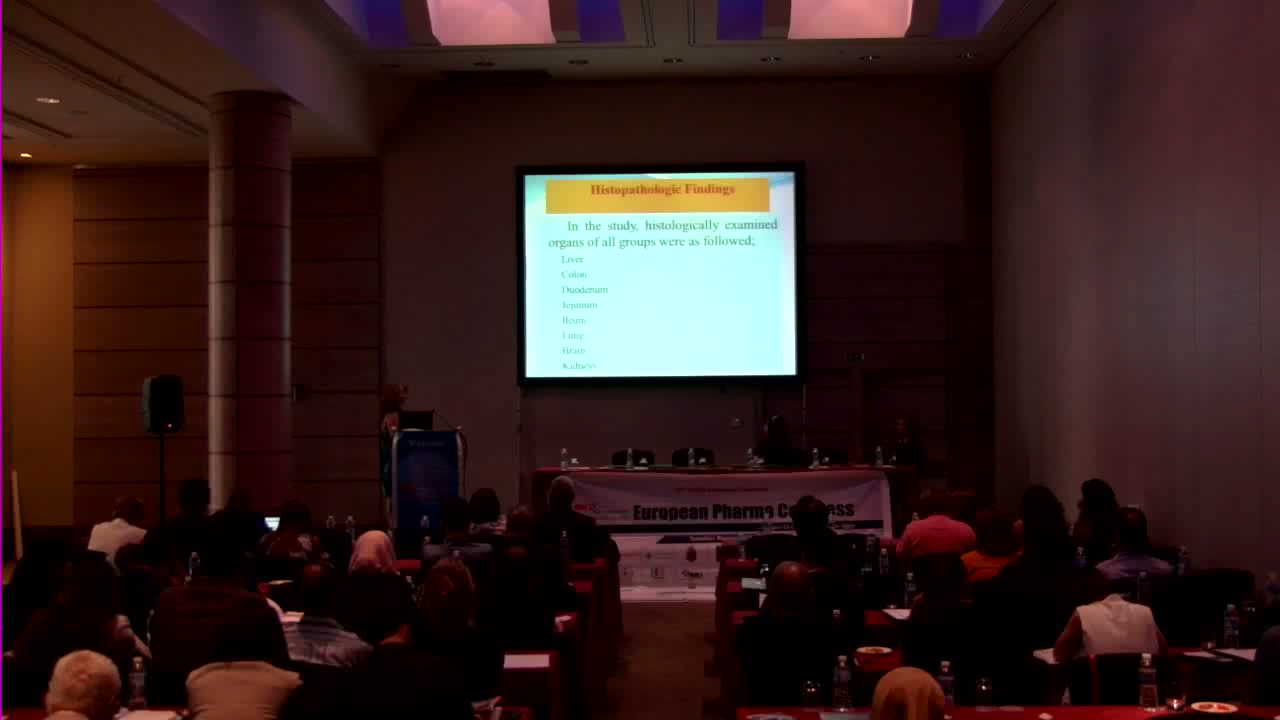 Histopathologic Findings
In the study, histologically examined
organs of all groups were as followed;
Liver
Colon
Duodenum
Jejunum
Ileum
Lung
Brain
Kidneys
European Pharma Congress